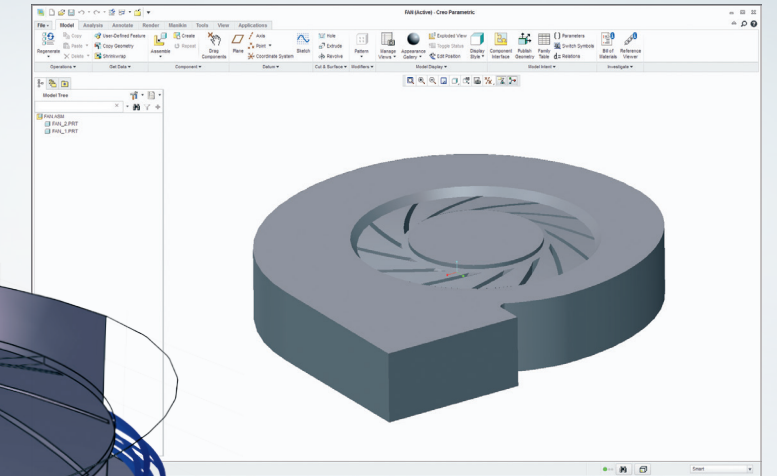 FAN (Active) - Creo Parametric
File Model Analysis Annotate Render Manikin Tools View Applications
Regenerate
Copy
Paste
Delete
User-Defined Feature
Copy Geometry
Shrinkwrap
Assemble
Create
Repeat
Drag Components
Plane
Axis
Point
Coordinate System
Sketch
Hole
Extrude
Revolve
Pattern
Manage Views
Appearance Gallery
Exploded View
Toggle Status
Edit Position
Display Style
Component Interface
Publish Geometry
Family Table
Parameters
Switch Symbols
d= Relations
Bill of Materials
Reference Viewer
Operations Get Data Component Datum Cut & Surface Modifiers Model Display Model Intent Investigate
Model Tree
FAN.ASM
FAN_2.PRT
FAN_1.PRT
Smart